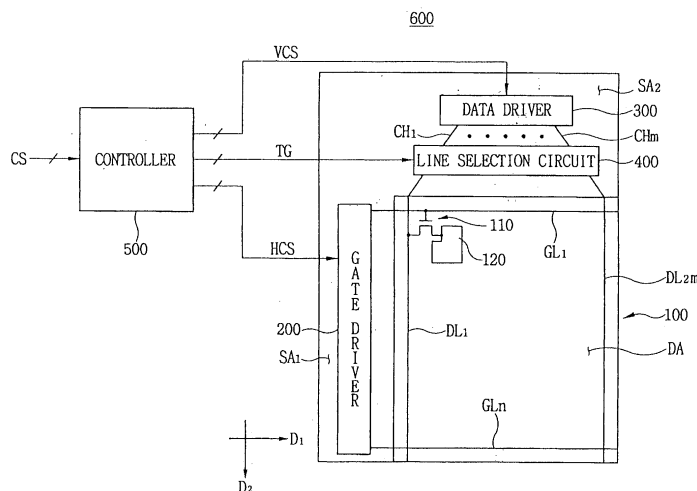 600
VCS
SA2
DATA DRIVER
300
CH1
CHm
CS
CONTROLLER
TG
LINE SELECTION CIRCUIT
400
500
110
HCS
120
GL1
GATE DRIVER
DL2m
200
DL1
100
SA1
DA
GLn
D1
D2